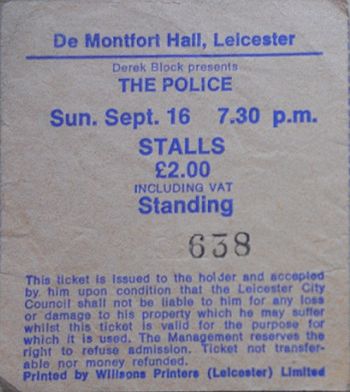 De Montfort Hall, Leicester
Derek Block presents
THE POLICE
Sun. Sept. 16 7.30 p.m.
STALLS
£2.00
INCLUDING VAT
Standing
638
This ticket is issued to the holder and accepted
by him upon condition that the Leicester City
Council shall not be liable to him for any loss
or damage to his property which he may suffer
whilst this ticket is valid for the purpose for
which it is used. The Management reserves the
right to refuse admission. Ticket not transfer-
able nor money refunded.
Printed by Willsons Printers (Leicester) Limited